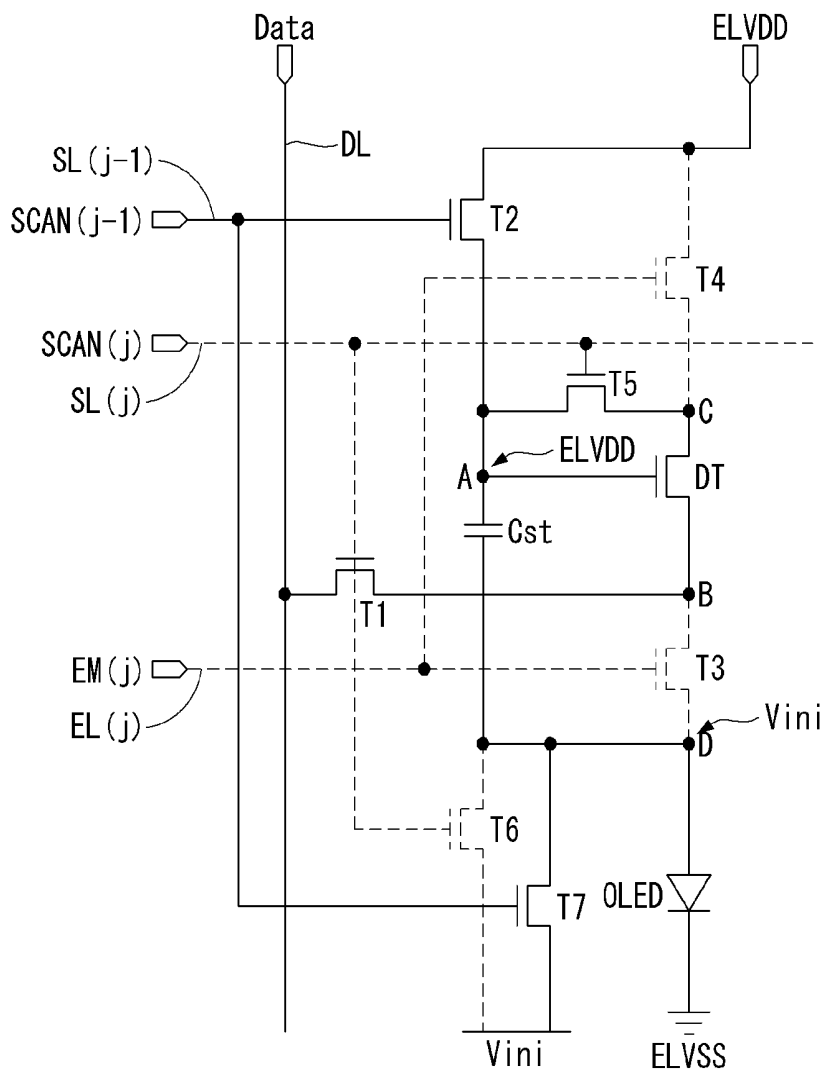 Data
ELVDD
DL
SL(j-1)
SCAN(j-1)
T2
T4
SCAN(j)
SL(j)
T5
C
ELVDD
A
DT
Cst
T1
B
EM(j)
T3
EL(j)
Vini
D
T6
OLED
T7
Vini
ELVSS